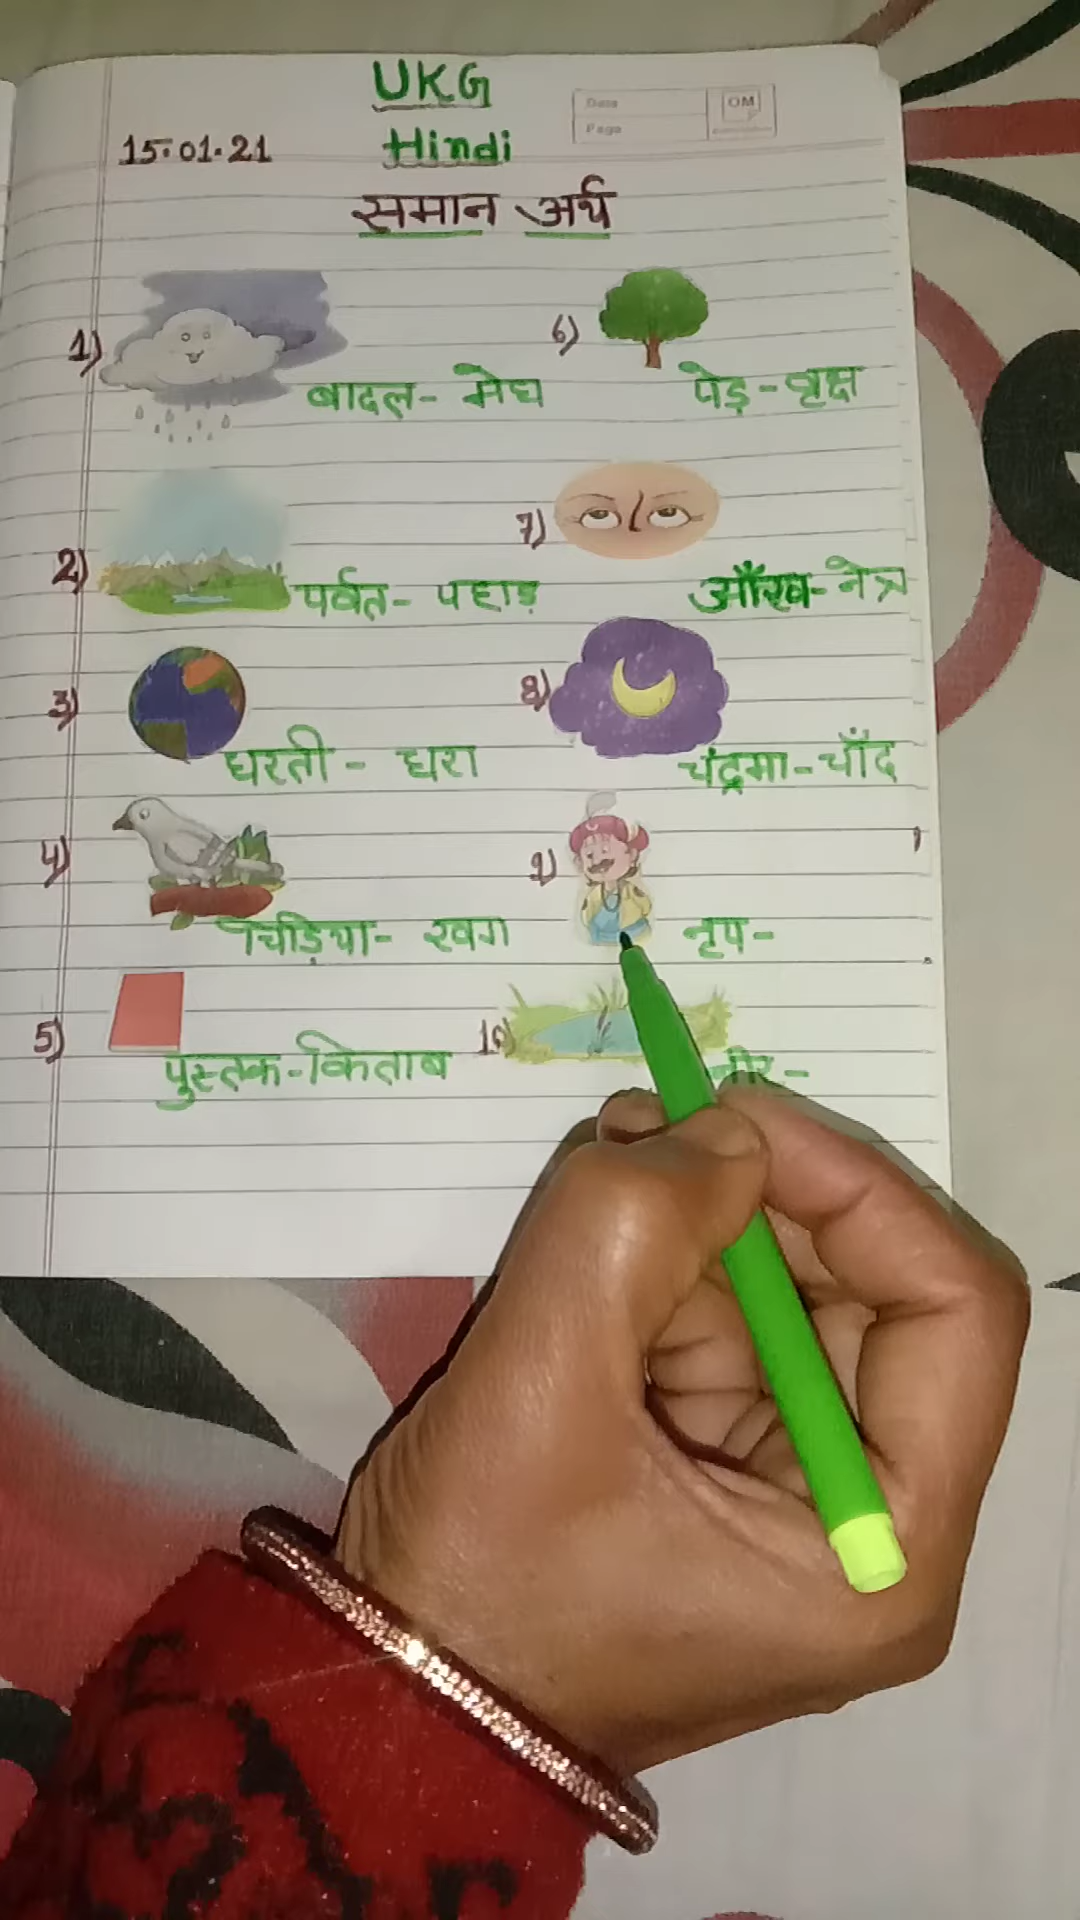 UKG
Data
OM
Page
15.01.21
Hindi
समान अर्थ
1) बादल - मेघ
2) पर्वत - पहाड़
3) धरती - धरा
4) चिड़िया - खग
5) पुस्तक - किताब
6) पेड़ - वृक्ष
7) आँख - नेत्र
8) चंद्रमा - चाँद
9) नृप -
10) नीर -